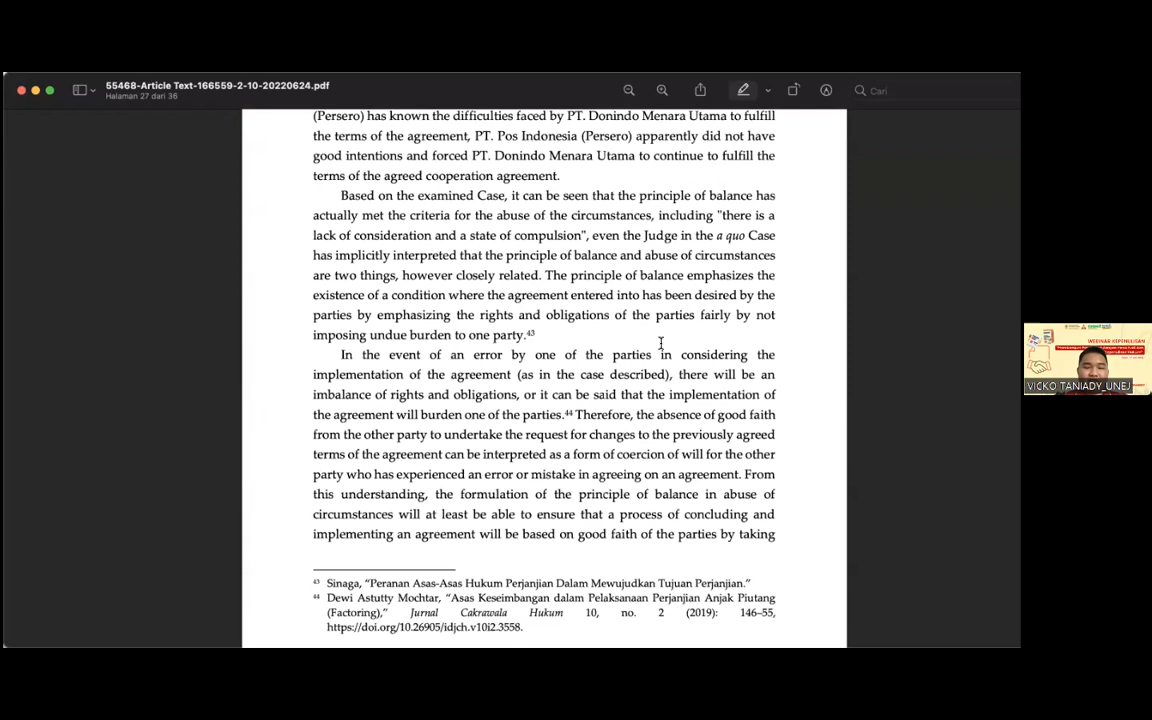 55468-Article Text-166559-2-10-20220624.pdf
Halaman 27 dari 36
Cari
(Persero) has known the difficulties faced by PT. Donindo Menara Utama to fulfill
the terms of the agreement, PT. Pos Indonesia (Persero) apparently did not have
good intentions and forced PT. Donindo Menara Utama to continue to fulfill the
terms of the agreed cooperation agreement.
Based on the examined Case, it can be seen that the principle of balance has
actually met the criteria for the abuse of the circumstances, including "there is a
lack of consideration and a state of compulsion", even the Judge in the a quo Case
has implicitly interpreted that the principle of balance and abuse of circumstances
are two things, however closely related. The principle of balance emphasizes the
existence of a condition where the agreement entered into has been desired by the
parties by emphasizing the rights and obligations of the parties fairly by not
imposing undue burden to one party.43
In the event of an error by one of the parties in considering the
implementation of the agreement (as in the case described), there will be an
imbalance of rights and obligations, or it can be said that the implementation of
the agreement will burden one of the parties.44 Therefore, the absence of good faith
from the other party to undertake the request for changes to the previously agreed
terms of the agreement can be interpreted as a form of coercion of will for the other
party who has experienced an error or mistake in agreeing on an agreement. From
this understanding, the formulation of the principle of balance in abuse of
circumstances will at least be able to ensure that a process of concluding and
implementing an agreement will be based on good faith of the parties by taking
43 Sinaga, “Peranan Asas-Asas Hukum Perjanjian Dalam Mewujudkan Tujuan Perjanjian.”
44 Dewi Astutty Mochtar, “Asas Keseimbangan dalam Pelaksanaan Perjanjian Anjak Piutang
(Factoring),” Jurnal Cakrawala Hukum 10, no. 2 (2019): 146–55,
https://doi.org/10.26905/idjch.v10i2.3558.
WEBINAR KEPENULISAN
VICKO TANIADY_UNEJ